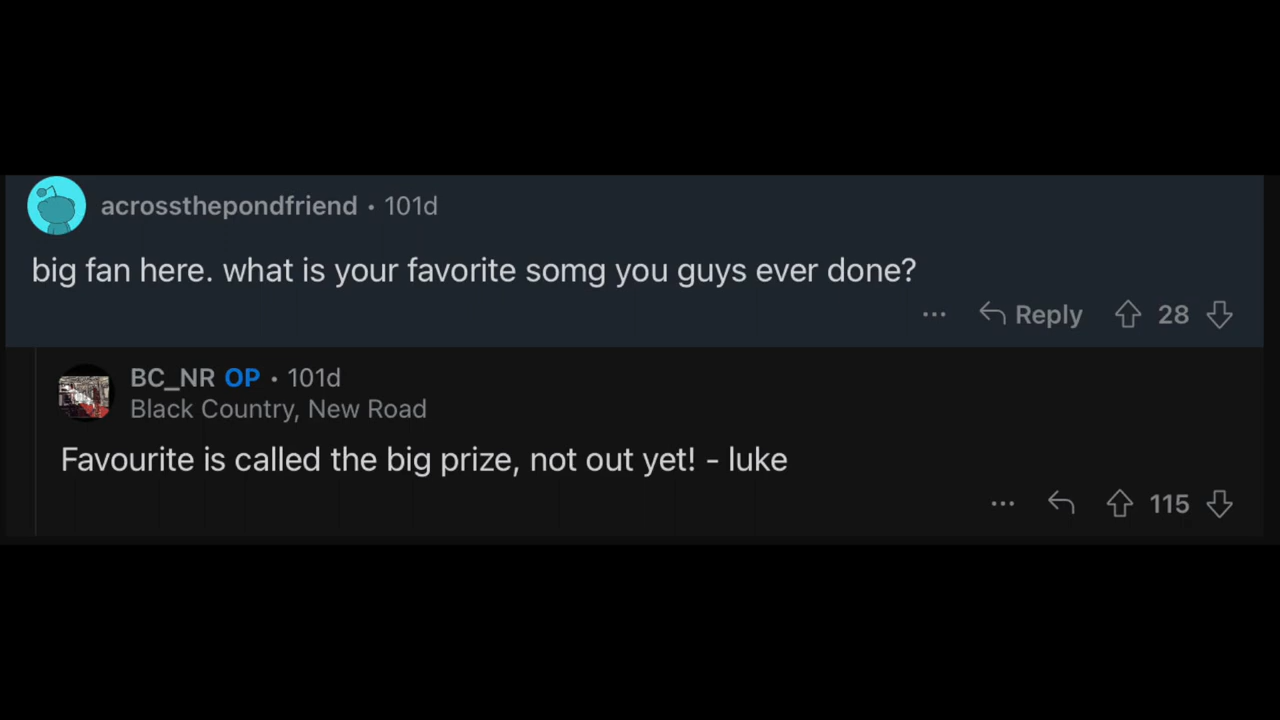 acrossthepondfriend • 101d
big fan here. what is your favorite somg you guys ever done?
... Reply 28
BC_NR OP • 101d
Black Country, New Road
Favourite is called the big prize, not out yet! - luke
... 115